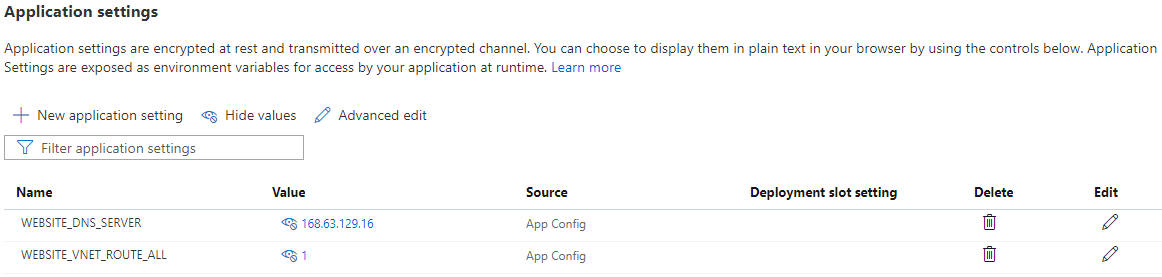 Application settings
Application settings are encrypted at rest and transmitted over an encrypted channel. You can choose to display them in plain text in your browser by using the controls below. Application
Settings are exposed as environment variables for access by your application at runtime. Learn more
New application setting Hide values Advanced edit
Filter application settings
Name Value Source Deployment slot setting Delete Edit
WEBSITE_DNS_SERVER 168.63.129.16 App Config
WEBSITE_VNET_ROUTE_ALL 1 App Config